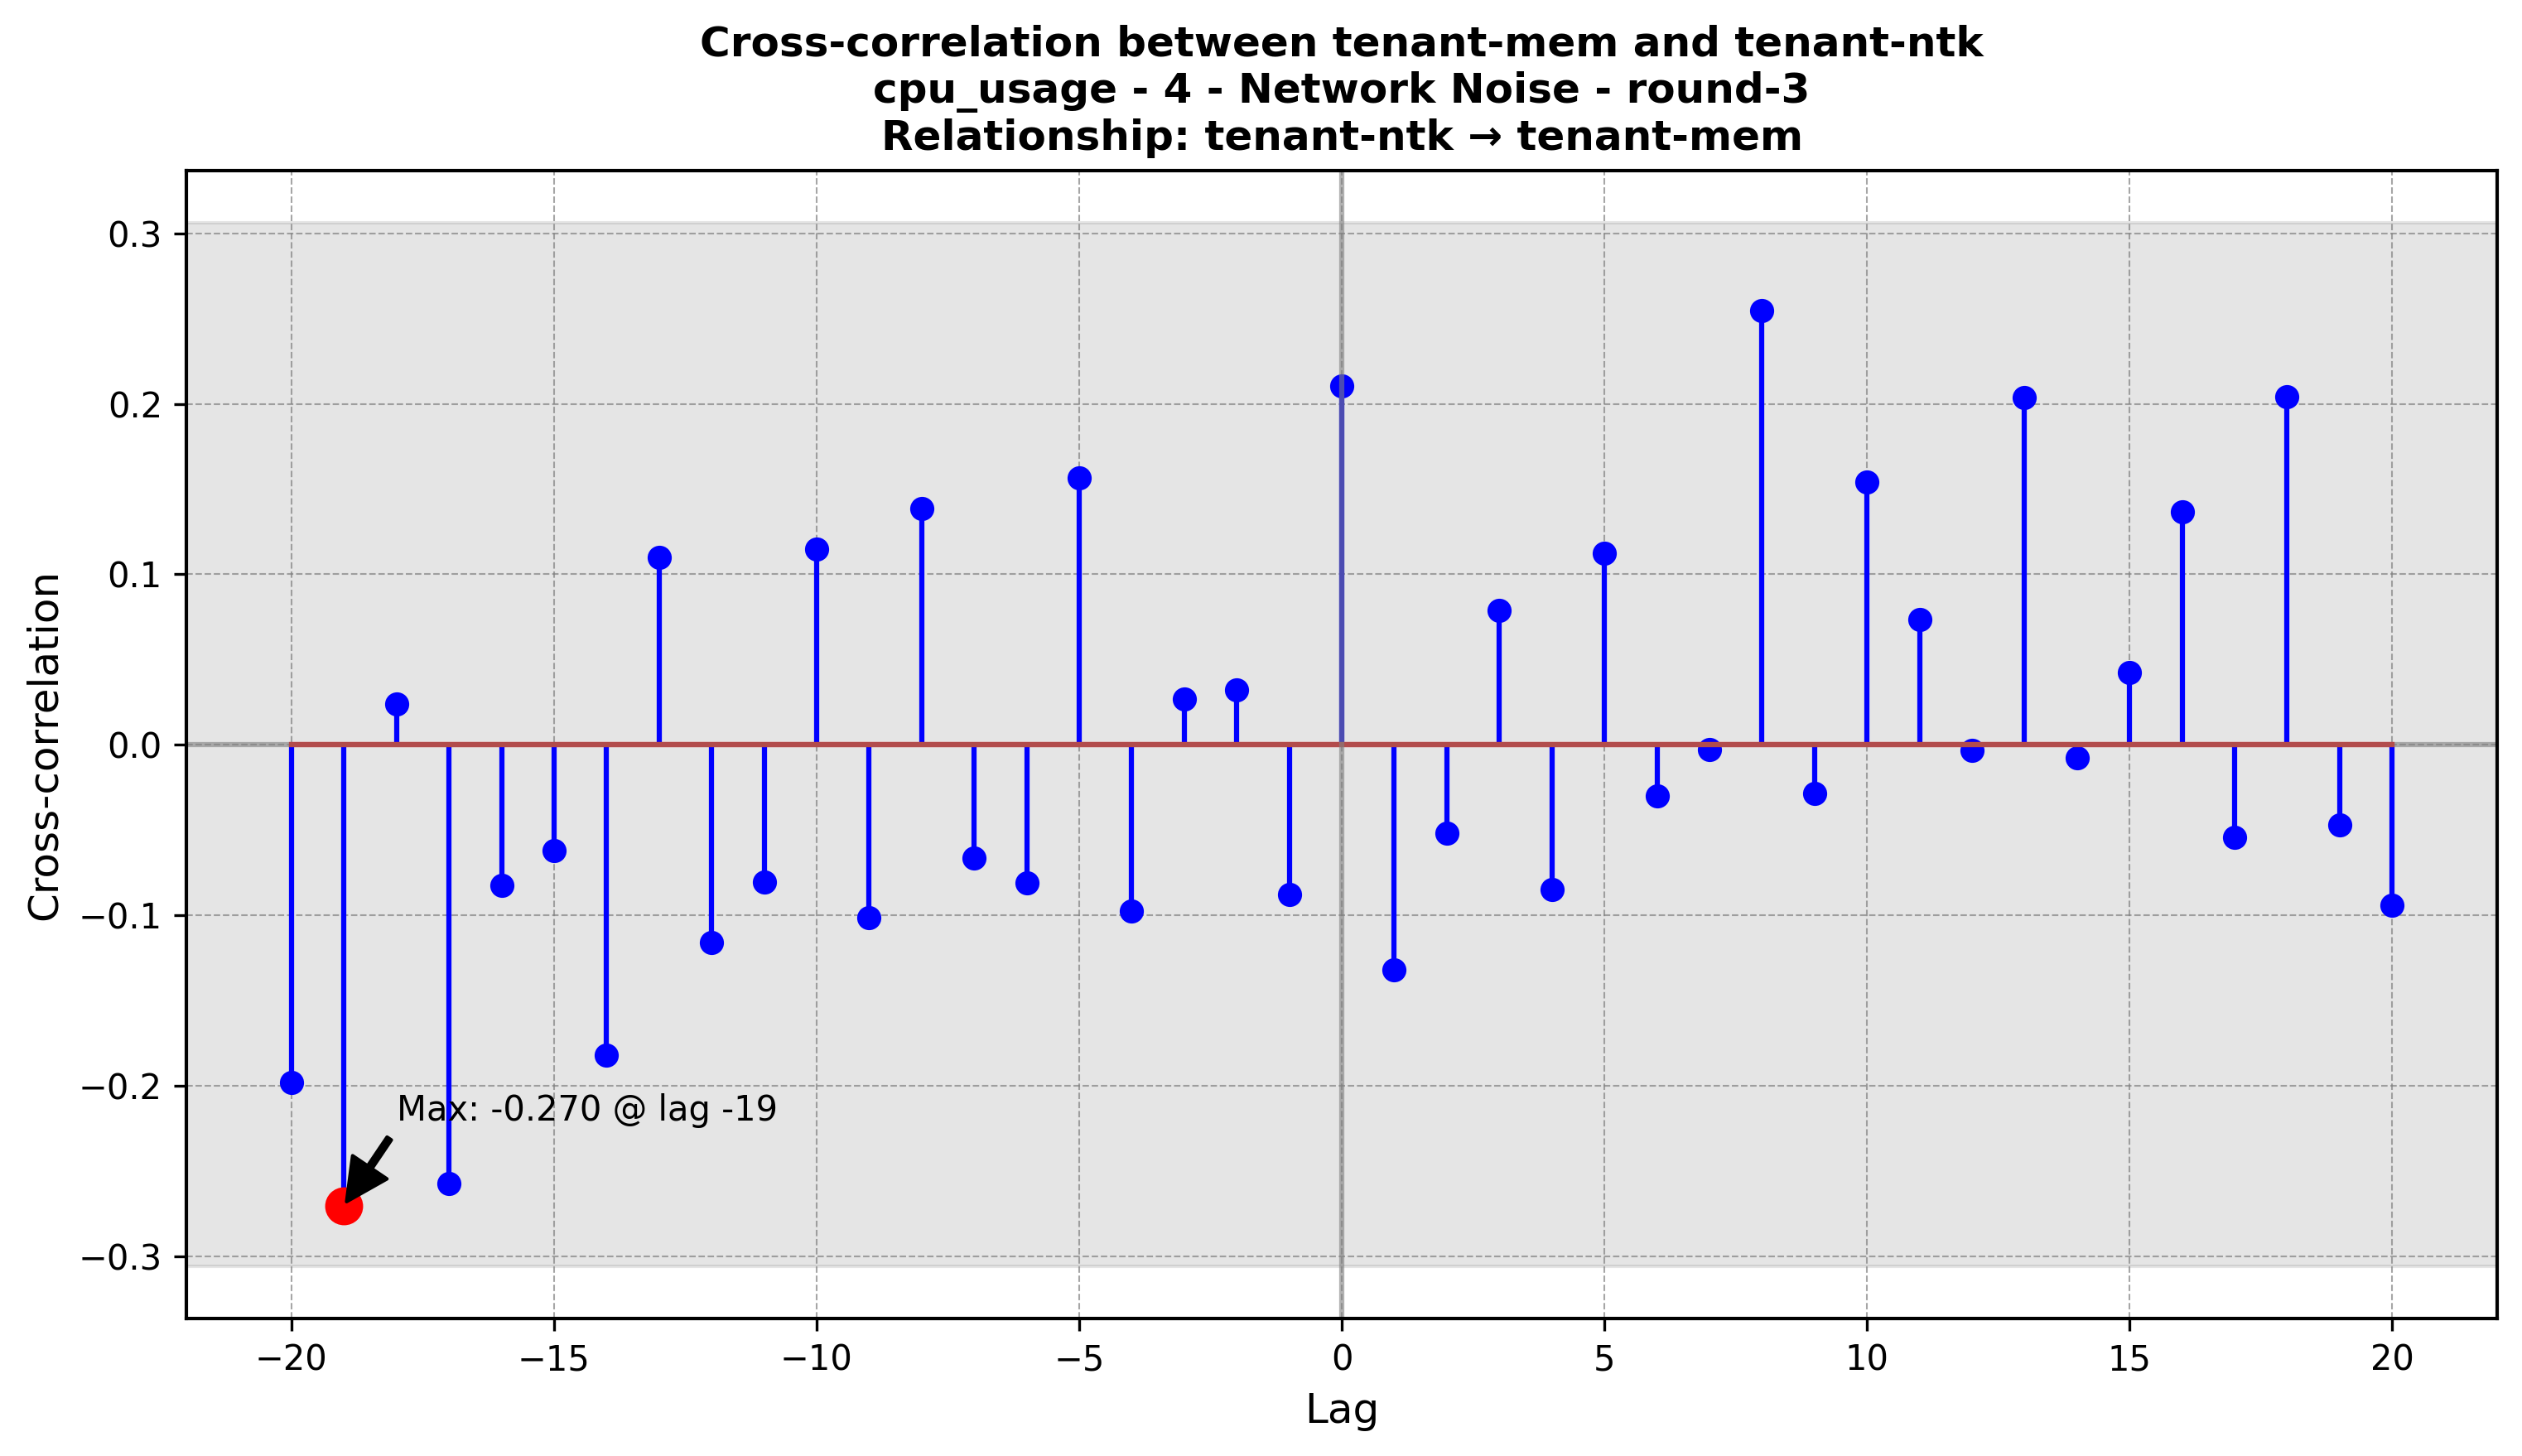 Cross-correlation between tenant-mem and tenant-ntk
cpu_usage - 4 - Network Noise - round-3
Relationship: tenant-ntk → tenant-mem
Cross-correlation
0.3
0.2
0.1
0.0
−0.1
−0.2
−0.3
Max: -0.270 @ lag -19
−20
−15
−10
−5
0
5
10
15
20
Lag